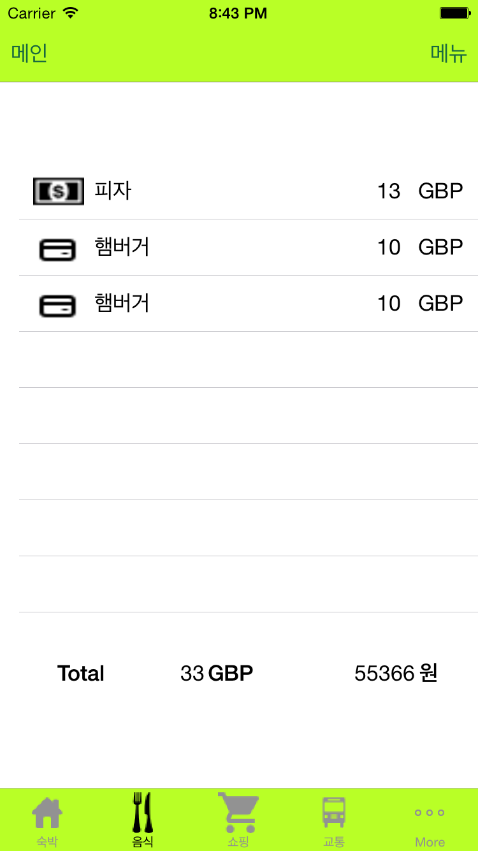 Carrier 8:43 PM
메인 메뉴
피자 13 GBP
햄버거 10 GBP
햄버거 10 GBP
Total 33 GBP 55366 원
숙박 음식 쇼핑 교통 More